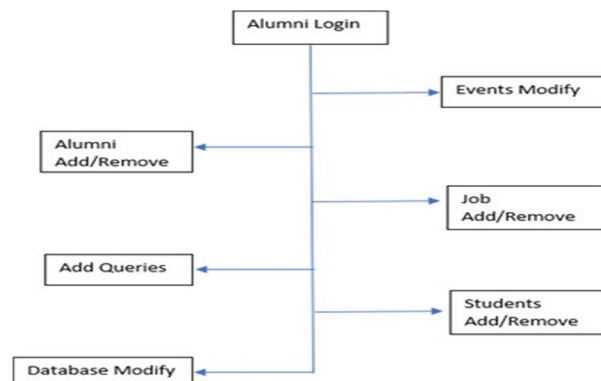 Alumni Login
Events Modify
Alumni
Add/Remove
Job
Add/Remove
Add Queries
Students
Add/Remove
Database Modify